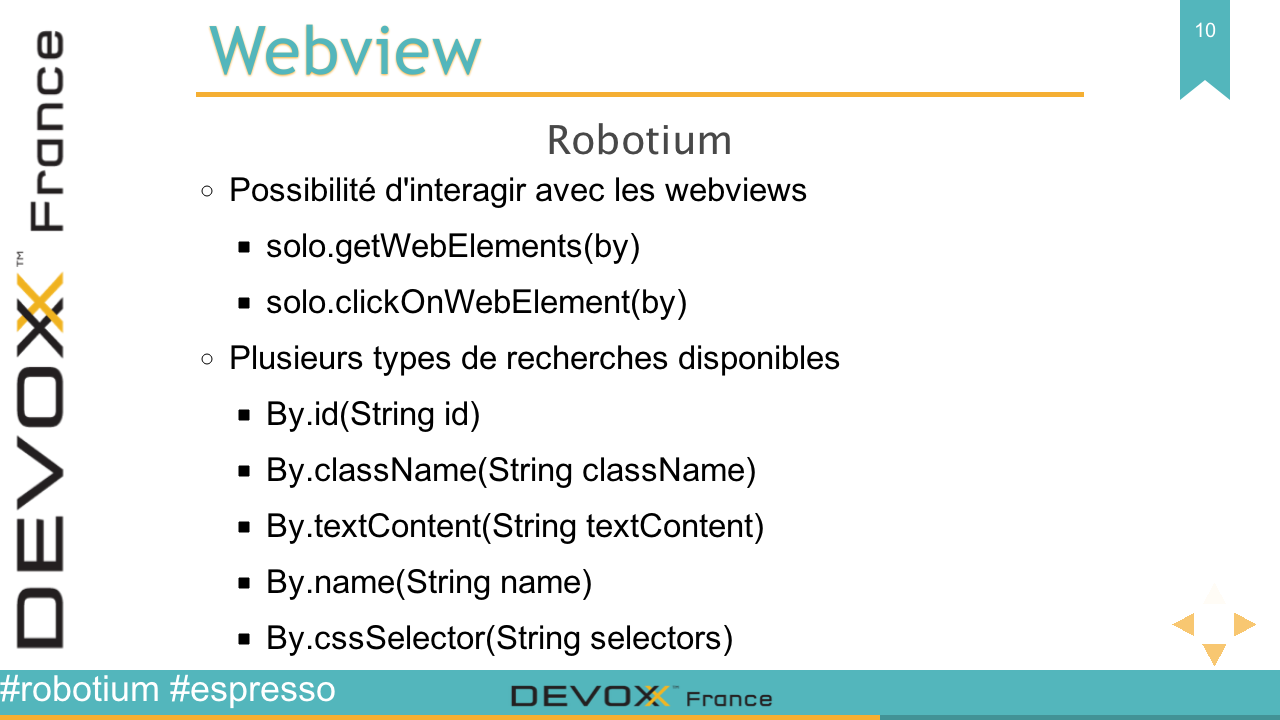 Webview
10
Robotium
Possibilité d'interagir avec les webviews
solo.getWebElements(by)
solo.clickOnWebElement(by)
Plusieurs types de recherches disponibles
By.id(String id)
By.className(String className)
By.textContent(String textContent)
By.name(String name)
By.cssSelector(String selectors)
DEVOXX™ France
#robotium #espresso
DEVOXX™ France